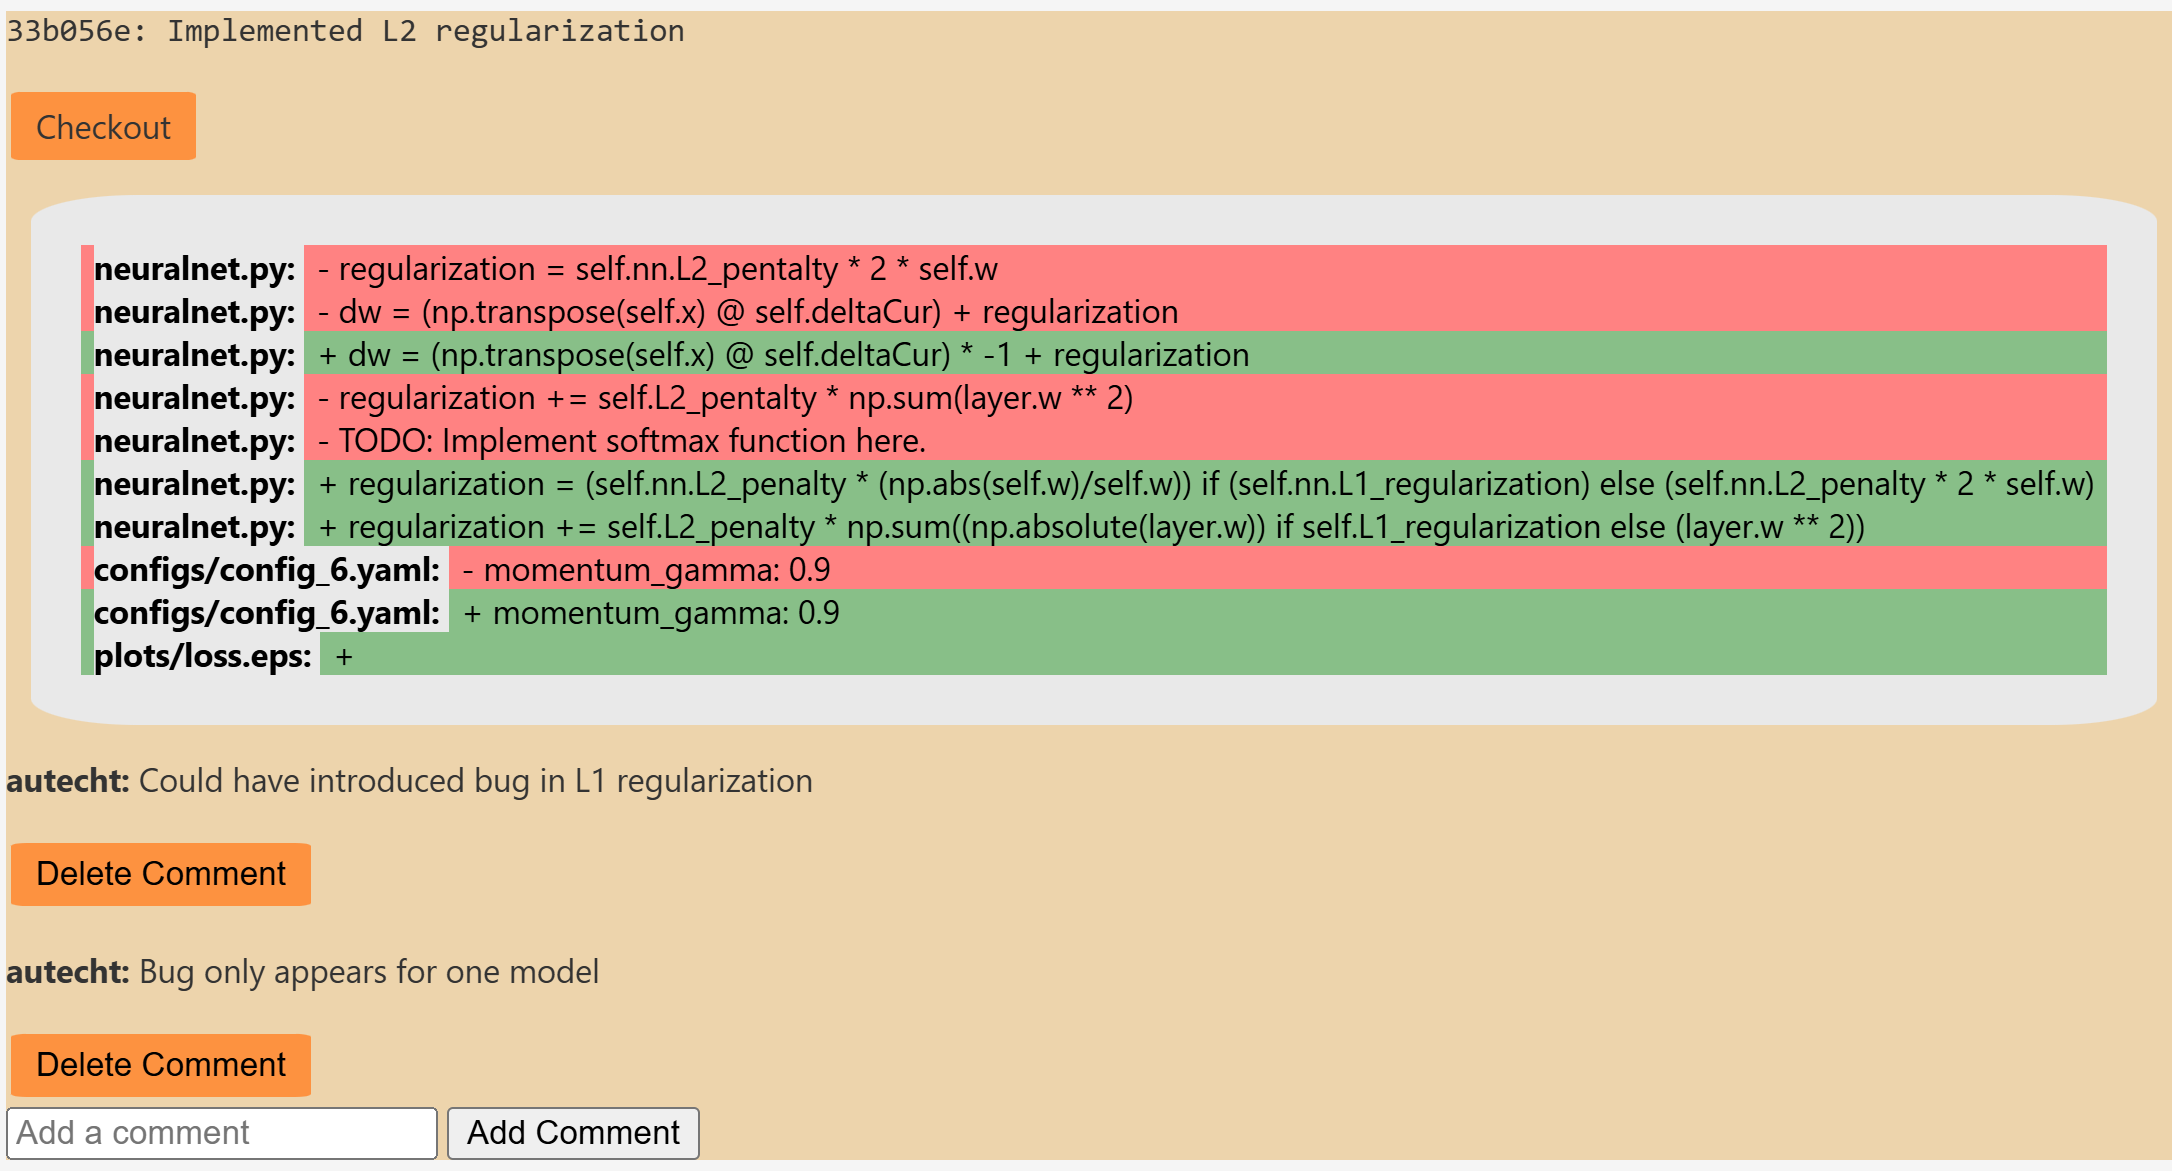 33b056e: Implemented L2 regularization
Checkout
neuralnet.py: - regularization = self.nn.L2_pentalty * 2 * self.w
neuralnet.py: - dw = (np.transpose(self.x) @ self.deltaCur) + regularization
neuralnet.py: + dw = (np.transpose(self.x) @ self.deltaCur) * -1 + regularization
neuralnet.py: - regularization += self.L2_pentalty * np.sum(layer.w ** 2)
neuralnet.py: - TODO: Implement softmax function here.
neuralnet.py: + regularization = (self.nn.L2_penalty * (np.abs(self.w)/self.w)) if (self.nn.L1_regularization) else (self.nn.L2_penalty * 2 * self.w)
neuralnet.py: + regularization += self.L2_penalty * np.sum((np.absolute(layer.w)) if self.L1_regularization else (layer.w ** 2))
configs/config_6.yaml: - momentum_gamma: 0.9
configs/config_6.yaml: + momentum_gamma: 0.9
plots/loss.eps: +
autecht: Could have introduced bug in L1 regularization
Delete Comment
autecht: Bug only appears for one model
Delete Comment
Add a comment Add Comment